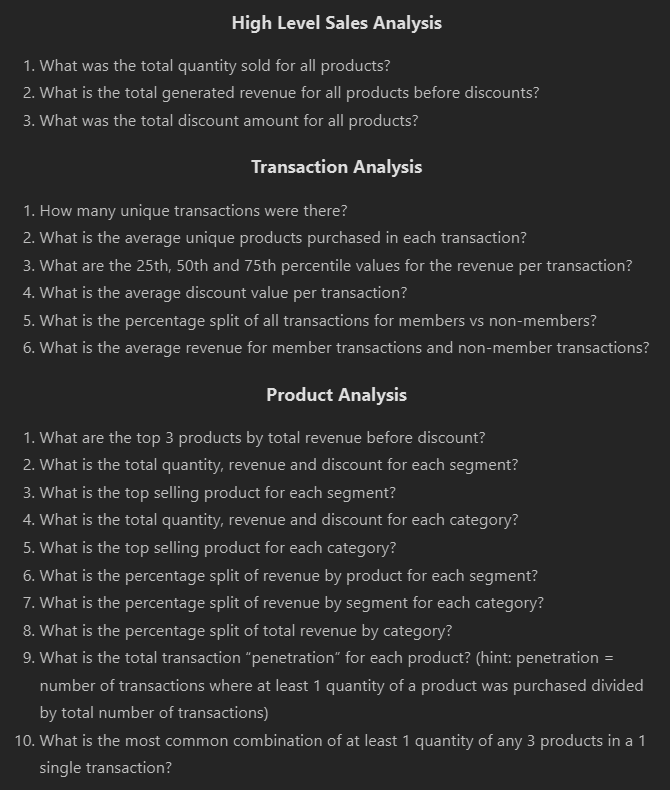 High Level Sales Analysis
1. What was the total quantity sold for all products?
2. What is the total generated revenue for all products before discounts?
3. What was the total discount amount for all products?
Transaction Analysis
1. How many unique transactions were there?
2. What is the average unique products purchased in each transaction?
3. What are the 25th, 50th and 75th percentile values for the revenue per transaction?
4. What is the average discount value per transaction?
5. What is the percentage split of all transactions for members vs non-members?
6. What is the average revenue for member transactions and non-member transactions?
Product Analysis
1. What are the top 3 products by total revenue before discount?
2. What is the total quantity, revenue and discount for each segment?
3. What is the top selling product for each segment?
4. What is the total quantity, revenue and discount for each category?
5. What is the top selling product for each category?
6. What is the percentage split of revenue by product for each segment?
7. What is the percentage split of revenue by segment for each category?
8. What is the percentage split of total revenue by category?
9. What is the total transaction “penetration” for each product? (hint: penetration =
number of transactions where at least 1 quantity of a product was purchased divided
by total number of transactions)
10. What is the most common combination of at least 1 quantity of any 3 products in a 1
single transaction?